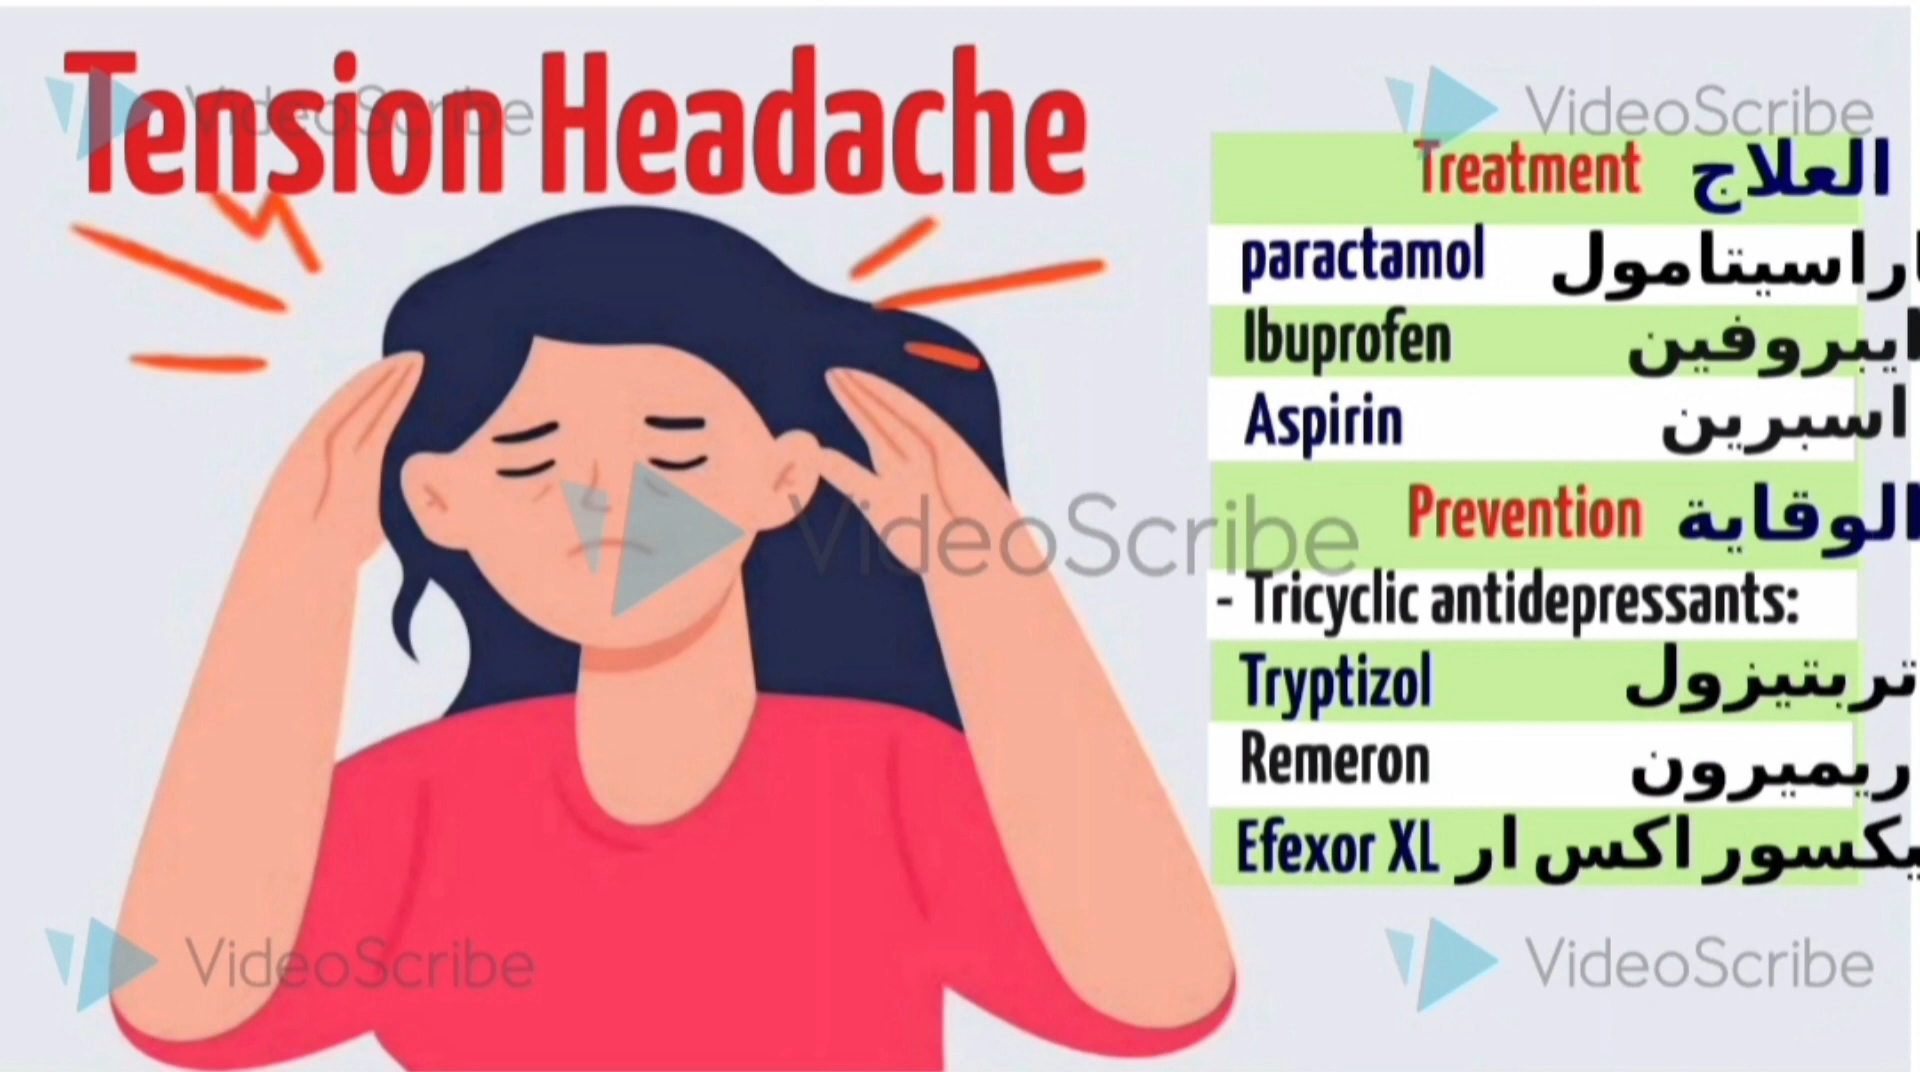 Tension Headache
VideoScribe
VideoScribe
Treatment العلاج
paractamol
Ibuprofen ايبروفين
Aspirin اسبرين
VideoScribe
Prevention الوقاية
- Tricyclic antidepressants:
Tryptizol تربتيزول
Remeron ريميرون
Efexor XL يكسور اكس ار
VideoScribe
VideoScribe